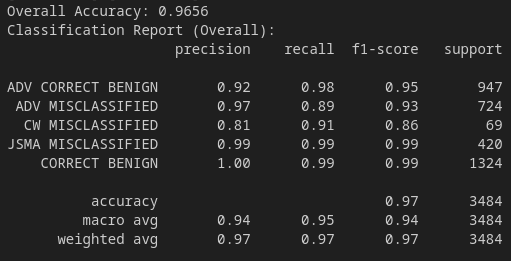 Overall Accuracy: 0.9656
Classification Report (Overall):
precision recall f1-score support
ADV CORRECT BENIGN 0.92 0.98 0.95 947
ADV MISCLASSIFIED 0.97 0.89 0.93 724
CW MISCLASSIFIED 0.81 0.91 0.86 69
JSMA MISCLASSIFIED 0.99 0.99 0.99 420
CORRECT BENIGN 1.00 0.99 0.99 1324
accuracy 0.97 3484
macro avg 0.94 0.95 0.94 3484
weighted avg 0.97 0.97 0.97 3484